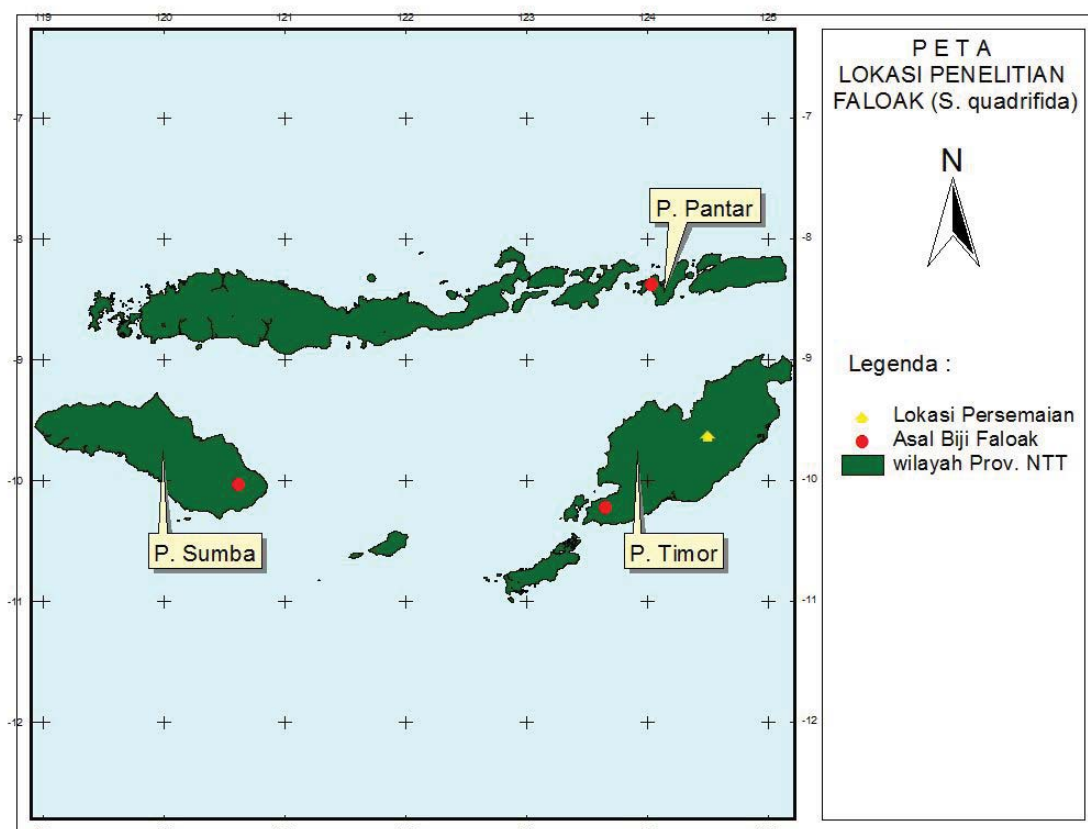 119 120 121 122 123 124 125
P E T A
LOKASI PENELITIAN
FALOAK (S. quadrifida)
N
-7 -7
P. Pantar
-8 -8
-9 -9
Legenda :
Lokasi Persemaian
Asal Biji Faloak
wilayah Prov. NTT
-10 -10
P. Sumba P. Timor
-11 -11
-12 -12